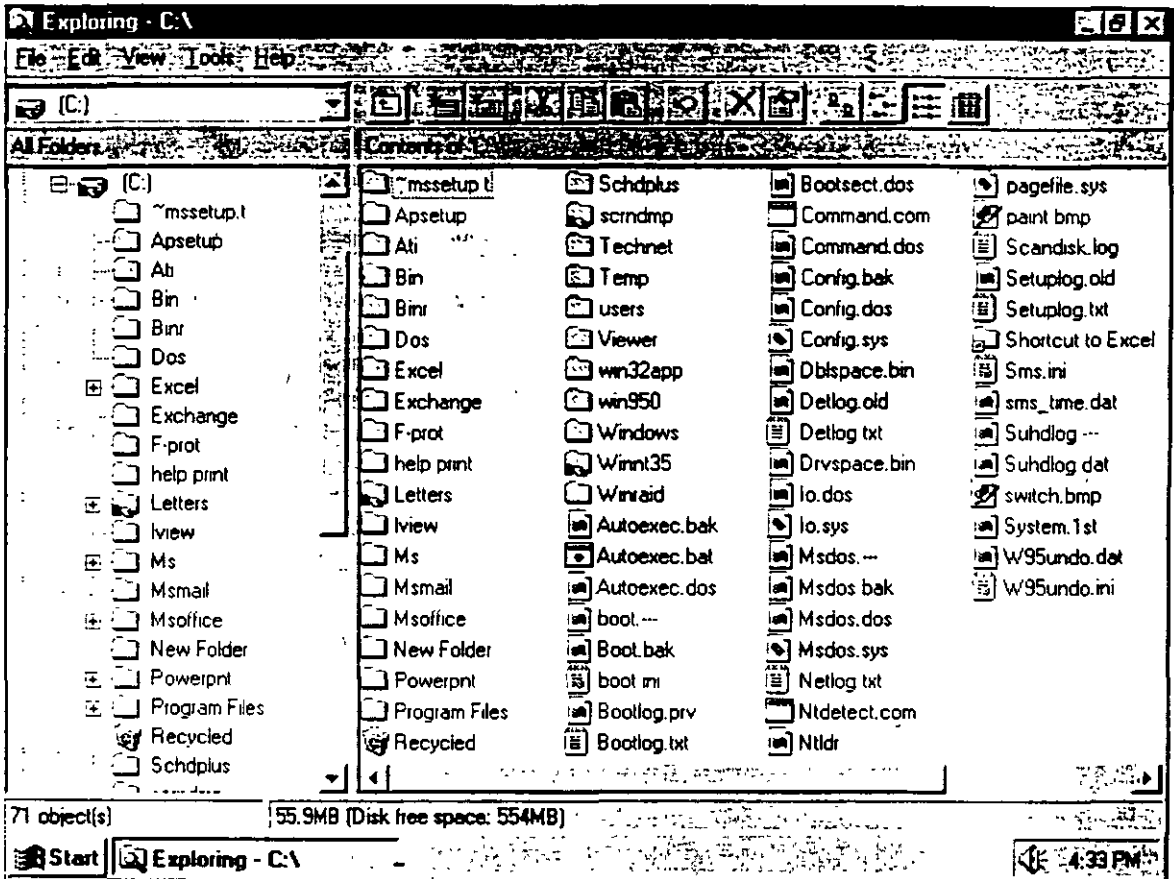 Exploring - C:\
File Edit View Tools Help
(C:)
All Folders
Contents of 'C:\'
(C:)
~mssetup.t
Apsetup
Ati
Bin
Binr
Dos
Excel
Exchange
F-prot
help print
Letters
lview
Ms
Msmail
Msoffice
New Folder
Powerpnt
Program Files
Recycled
Schdplus
~mssetup.t
Apsetup
Ati
Bin
Binr
Dos
Excel
Exchange
F-prot
help print
Letters
lview
Ms
Msmail
Msoffice
New Folder
Powerpnt
Program Files
Recycled
Schdplus
scrndmp
Technet
Temp
users
Viewer
win32app
win950
Windows
Winnt35
Winraid
Autoexec.bak
Autoexec.bat
Autoexec.dos
boot.---
Boot.bak
boot.ini
Bootlog.prv
Bootlog.txt
Bootsect.dos
Command.com
Command.dos
Config.bak
Config.dos
Config.sys
Dblspace.bin
Detlog.old
Detlog.txt
Drvspace.bin
Io.dos
Io.sys
Msdos.---
Msdos.bak
Msdos.dos
Msdos.sys
Netlog.txt
Ntdetect.com
Ntldr
pagefile.sys
paint.bmp
Scandisk.log
Setuplog.old
Setuplog.txt
Shortcut to Excel
Sms.ini
sms_time.dat
Suhdlog.---
Suhdlog.dat
switch.bmp
System.1st
W95undo.dat
W95undo.ini
71 object(s)
55.9MB (Disk free space: 554MB)
Start
Exploring - C:\
4:33 PM